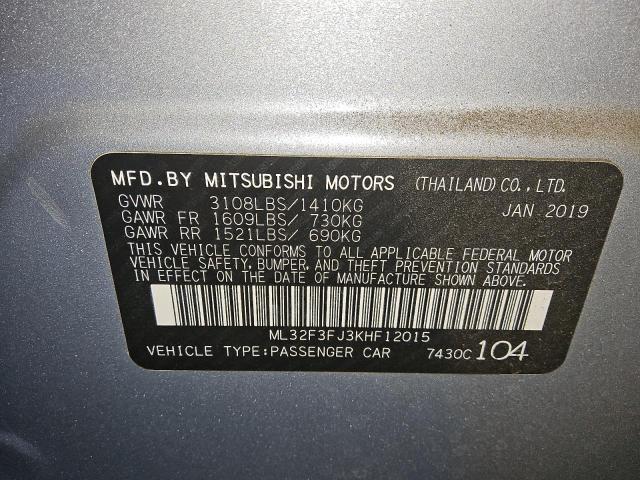 MFD.BY MITSUBISHI MOTORS (THAILAND)CO., LTD.
GVWR 3108LBS/1410KG JAN 2019
GAWR FR 1609LBS/ 730KG
GAWR RR 1521LBS/ 690KG
THIS VEHICLE CONFORMS TO ALL APPLICABLE FEDERAL MOTOR
VEHICLE SAFETY, BUMPER, AND THEFT PREVENTION STANDARDS
IN EFFECT ON THE DATE OF MANUFACTURE SHOWN ABOVE.
ML32F3FJ3KHF12015
VEHICLE TYPE:PASSENGER CAR 7430C 104